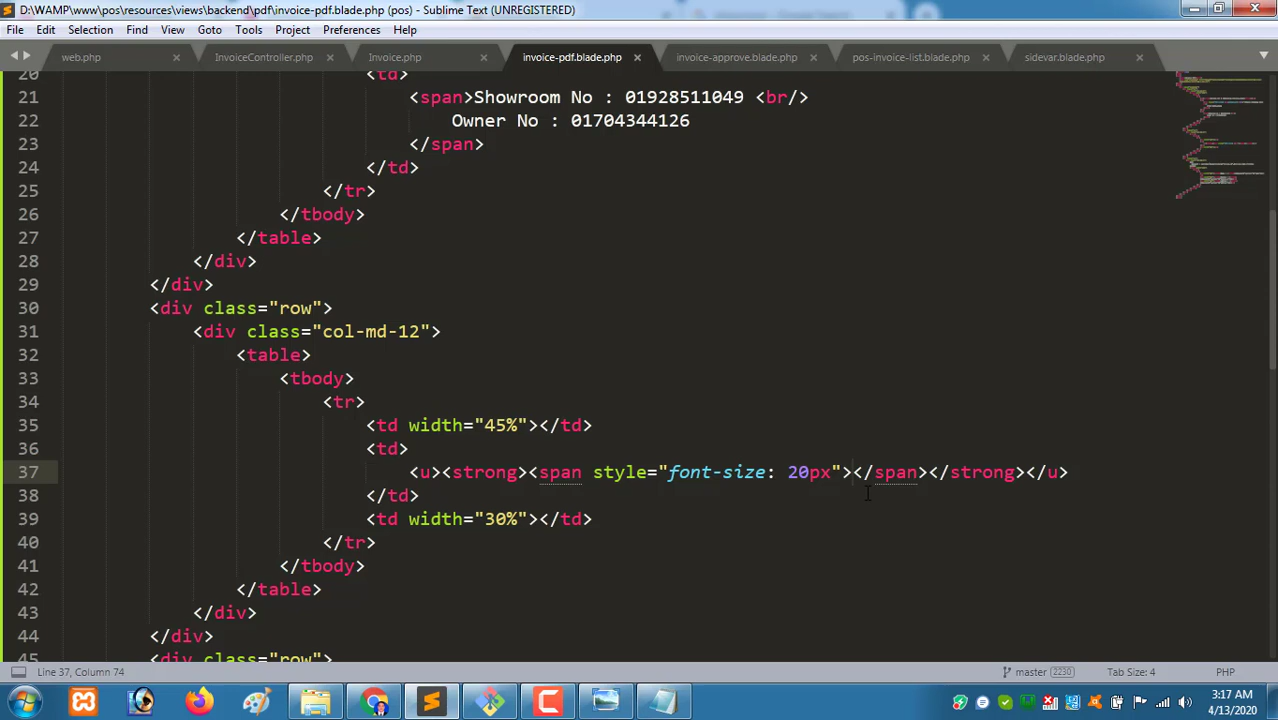 D:\WAMP\www\pos\resources\views\backend\pdf\invoice-pdf.blade.php (pos) - Sublime Text (UNREGISTERED)
File Edit Selection Find View Goto Tools Project Preferences Help
web.php InvoiceController.php Invoice.php invoice-pdf.blade.php invoice-approve.blade.php pos-invoice-list.blade.php sidevar.blade.php
20 <td>
21 <span>Showroom No : 01928511049 <br/>
22 Owner No : 01704344126
23 </span>
24 </td>
25 </tr>
26 </tbody>
27 </table>
28 </div>
29 </div>
30 <div class="row">
31 <div class="col-md-12">
32 <table>
33 <tbody>
34 <tr>
35 <td width="45%"></td>
36 <td>
37 <u><strong><span style="font-size: 20px"></span></strong></u>
38 </td>
39 <td width="30%"></td>
40 </tr>
41 </tbody>
42 </table>
43 </div>
44 </div>
45 <div class="row">
Line 37, Column 74 master 2230 Tab Size: 4 PHP
3:17 AM
4/13/2020